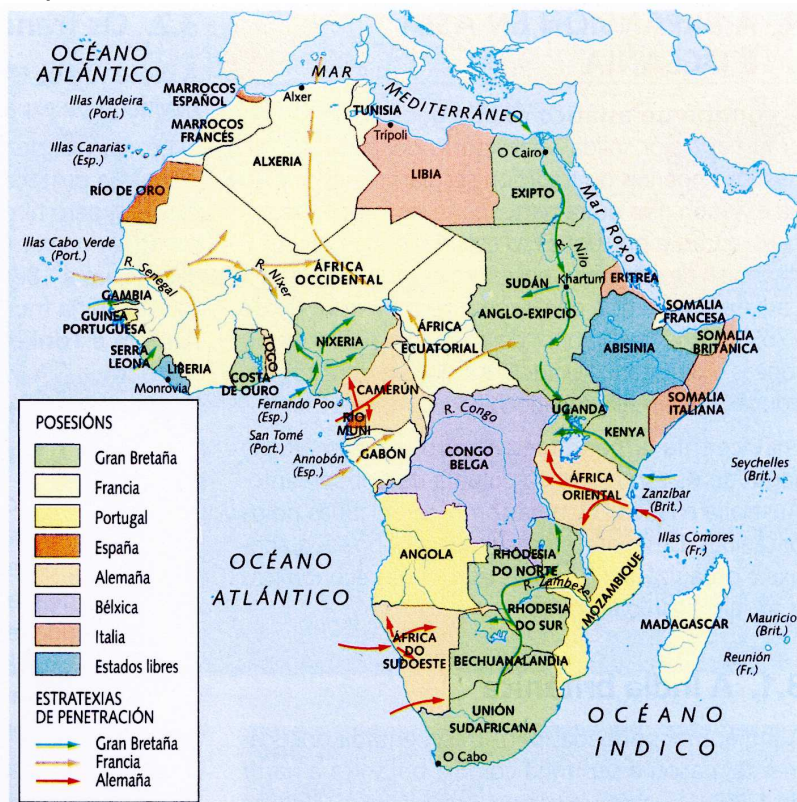 OCÉANO
ATLÁNTICO
MAR
MEDITERRÁNEO
Illas Madeira
(Port.)
MARROCOS
ESPAÑOL
MARROCOS
FRANCÉS
Alxer
TUNISIA
Trípoli
Illas Canarias
(Esp.)
ALXERIA
LIBIA
O Cairo
EXIPTO
RÍO DE ORO
Mar Roxo
R. Nilo
Illas Cabo Verde
(Port.)
R. Senegal
R. Níxer
ÁFRICA
OCCIDENTAL
SUDÁN
ANGLO-EXIPCIO
Khartum
ERITREA
GAMBIA
GUINEA
PORTUGUESA
SOMALIA
FRANCESA
SOMALIA
BRITÁNICA
SERRA
LEONA
LIBERIA
Monrovia
COSTA
DE OURO
TOGO
NIXERIA
ÁFRICA
ECUATORIAL
ABISINIA
CAMERÚN
Fernando Poo
(Esp.)
RÍO
MUNI
San Tomé
(Port.)
Annobón
(Esp.)
GABÓN
R. Congo
CONGO
BELGA
UGANDA
KENYA
SOMALIA
ITALIANA
Seychelles
(Brit.)
ÁFRICA
ORIENTAL
Zanzíbar
(Brit.)
Illas Comores
(Fr.)
OCÉANO
ATLÁNTICO
ANGOLA
RHODESIA
DO NORTE
R. Zambeze
RHODESIA
DO SUR
MOZAMBIQUE
MADAGASCAR
Mauricio
(Brit.)
Reunión
(Fr.)
ÁFRICA
DO
SUDOESTE
BECHUANALANDIA
UNIÓN
SUDAFRICANA
O Cabo
OCÉANO
ÍNDICO
POSESIÓNS
Gran Bretaña
Francia
Portugal
España
Alemaña
Bélxica
Italia
Estados libres
ESTRATEXIAS
DE PENETRACIÓN
Gran Bretaña
Francia
Alemaña